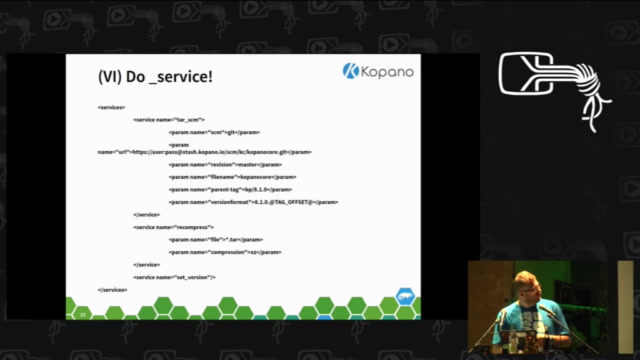 (VI) Do _service!
Kopano
<services>
<service name="tar_scm">
<param name="scm">git</param>
<param
name="url">https://user:pass@stash.kopano.io/scm/kc/kopanocore.git</param>
<param name="revision">master</param>
<param name="filename">kopanocore</param>
<param name="parent-tag">bp/8.1.0</param>
<param name="versionformat">8.1.0.@TAG_OFFSET@</param>
</service>
<service name="recompress">
<param name="file">*.tar</param>
<param name="compression">xz</param>
</service>
<service name="set_version"/>
</services>
25